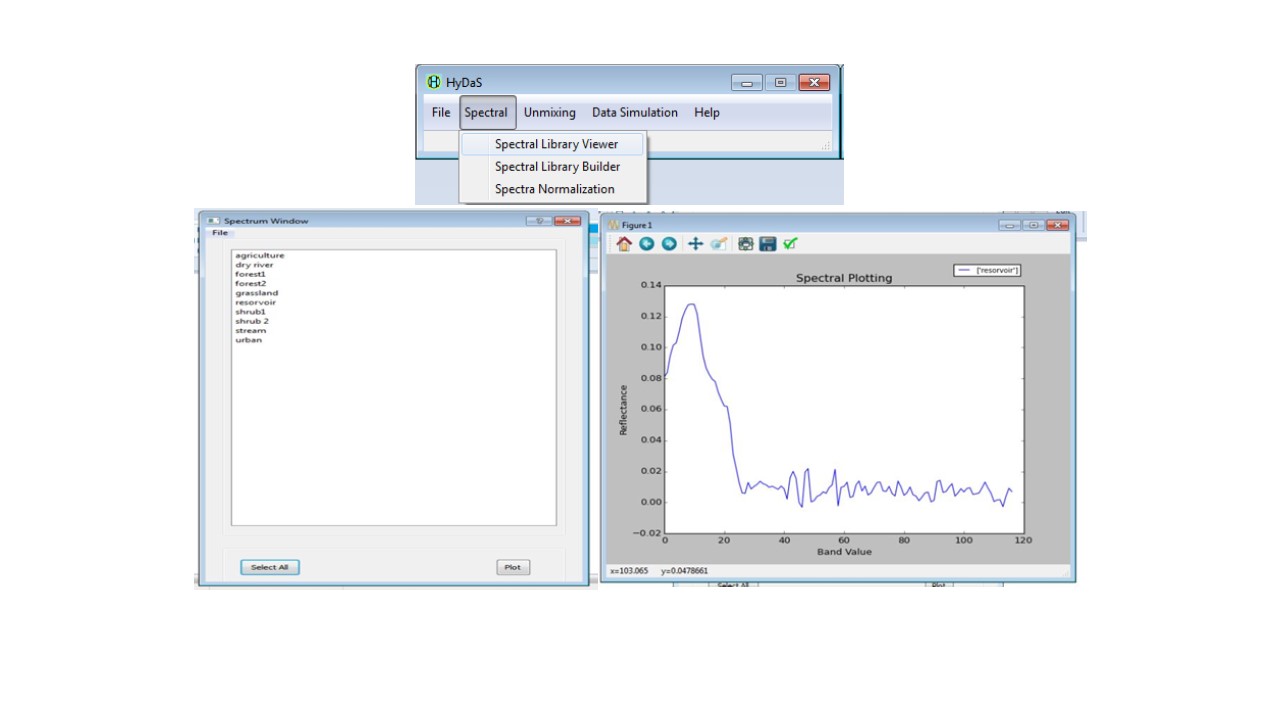 HyDaS
File Spectral Unmixing Data Simulation Help
Spectral Library Viewer
Spectral Library Builder
Spectra Normalization
Spectrum Window
File
agriculture
dry river
forest1
forest2
grassland
resorvoir
shrub1
shrub 2
stream
urban
Select All Plot
Figure 1
['resorvoir']
Spectral Plotting
0.14
0.12
0.10
0.08
0.06
0.04
0.02
0.00
−0.02
Reflectance
0 20 40 60 80 100 120
Band Value
x=103.065 y=0.0478661
Select All Plot